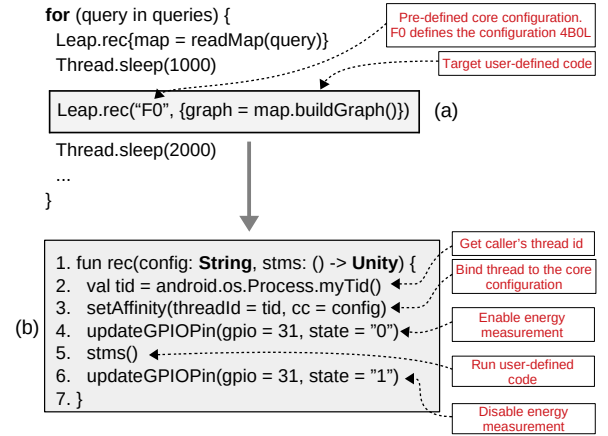 for (query in queries) {
Leap.rec{map = readMap(query)}
Thread.sleep(1000)
Pre-defined core configuration.
F0 defines the configuration 4B0L
Target user-defined code
Leap.rec(“F0”, {graph = map.buildGraph()})
(a)
Thread.sleep(2000)
...
}
(b)
1. fun rec(config: String, stms: () -> Unity) {
2. val tid = android.os.Process.myTid()
3. setAffinity(threadId = tid, cc = config)
4. updateGPIOPin(gpio = 31, state = ”0”)
5. stms()
6. updateGPIOPin(gpio = 31, state = ”1”)
7. }
Get caller's thread id
Bind thread to the core
configuration
Enable energy
measurement
Run user-defined
code
Disable energy
measurement